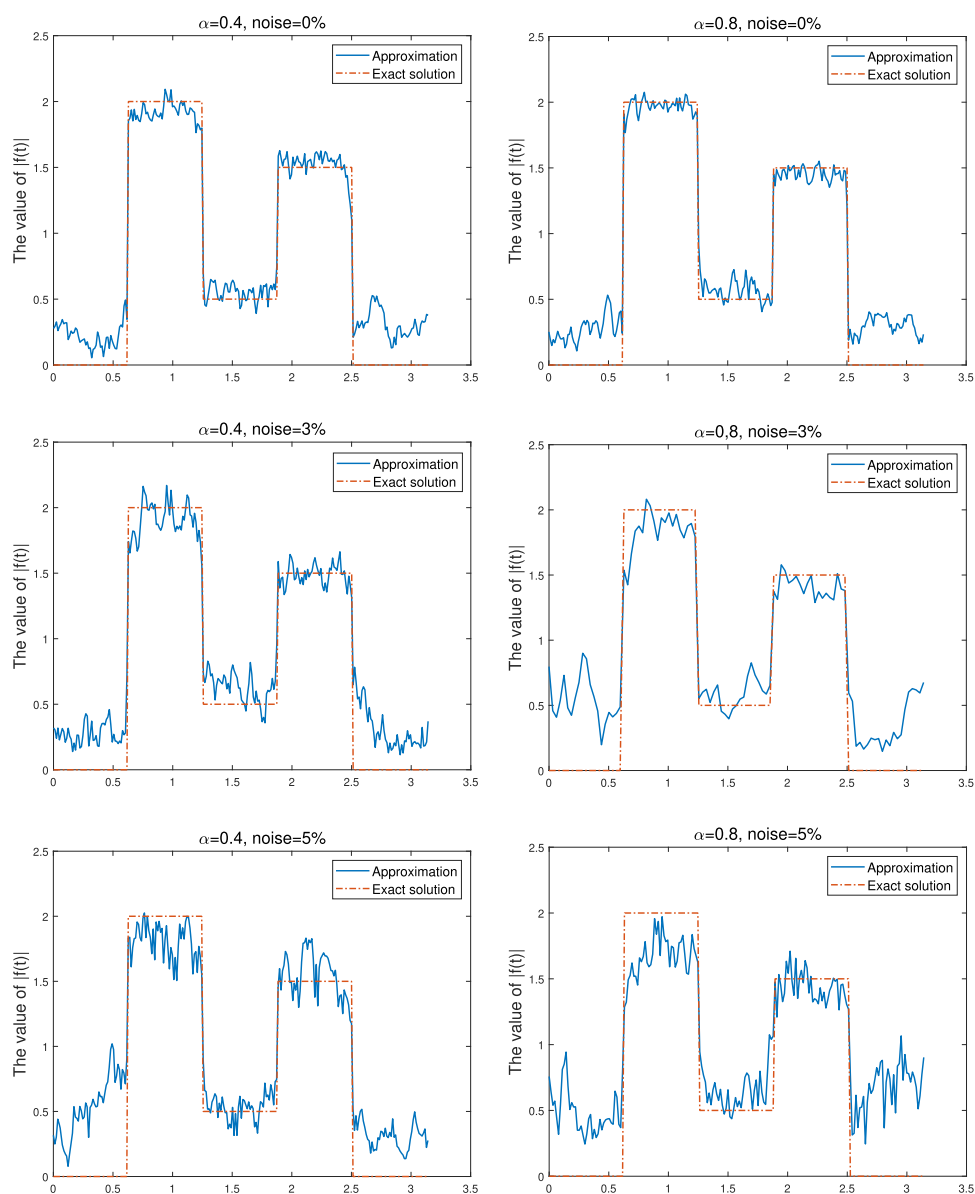 α=0.4, noise=0%
2.5
2
1.5
1
0.5
0
The value of |f(t)|
Approximation
Exact solution
0 0.5 1 1.5 2 2.5 3 3.5
α=0.8, noise=0%
2.5
2
1.5
1
0.5
0
The value of |f(t)|
Approximation
Exact solution
0 0.5 1 1.5 2 2.5 3 3.5
α=0.4, noise=3%
2.5
2
1.5
1
0.5
0
The value of |f(t)|
Approximation
Exact solution
0 0.5 1 1.5 2 2.5 3 3.5
α=0,8, noise=3%
2.5
2
1.5
1
0.5
0
The value of |f(t)|
Approximation
Exact solution
0 0.5 1 1.5 2 2.5 3 3.5
α=0.4, noise=5%
2.5
2
1.5
1
0.5
0
The value of |f(t)|
Approximation
Exact solution
0 0.5 1 1.5 2 2.5 3 3.5
α=0.8, noise=5%
2.5
2
1.5
1
0.5
0
The value of |f(t)|
Approximation
Exact solution
0 0.5 1 1.5 2 2.5 3 3.5